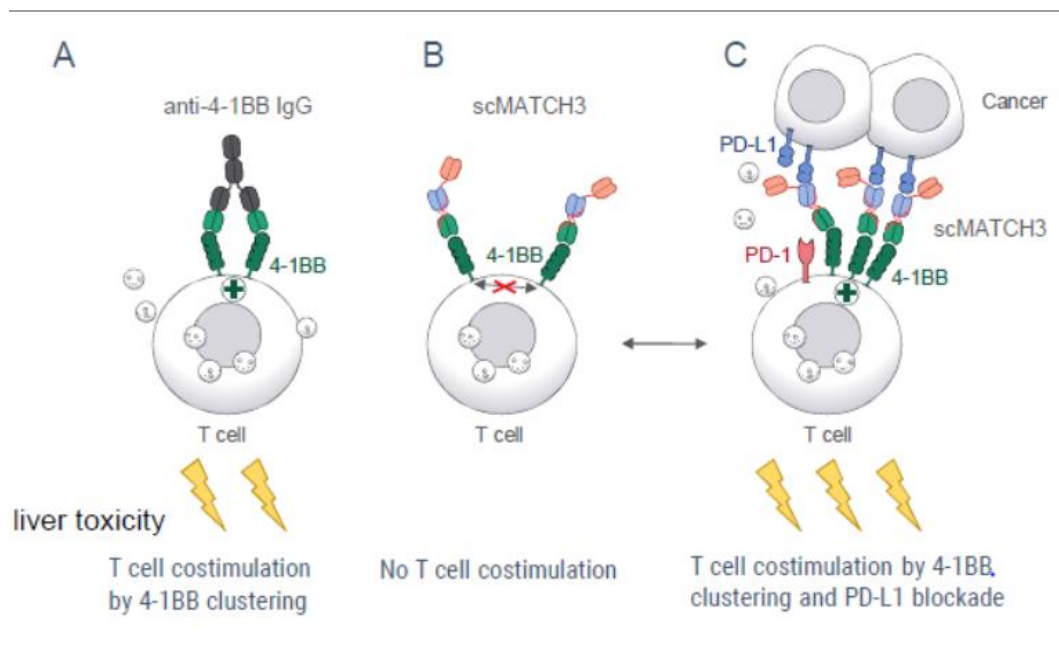 A
B
C
anti-4-1BB IgG
scMATCH3
Cancer
PD-L1
scMATCH3
PD-1
4-1BB
4-1BB
4-1BB
T cell
T cell
T cell
liver toxicity
T cell costimulation
by 4-1BB clustering
No T cell costimulation
T cell costimulation by 4-1BB.
clustering and PD-L1 blockade